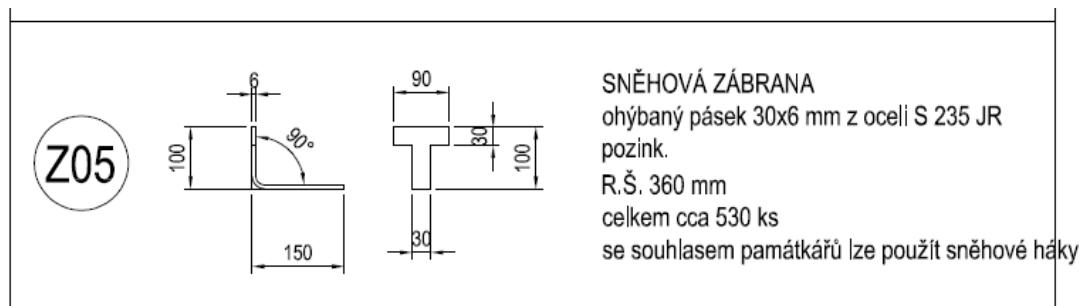 Z05
6
100
90°
150
90
30
100
30
SNĚHOVÁ ZÁBRANA
ohýbaný pásek 30x6 mm z oceli S 235 JR
pozink.
R.Š. 360 mm
celkem cca 530 ks
se souhlasem památkářů lze použít sněhové háky